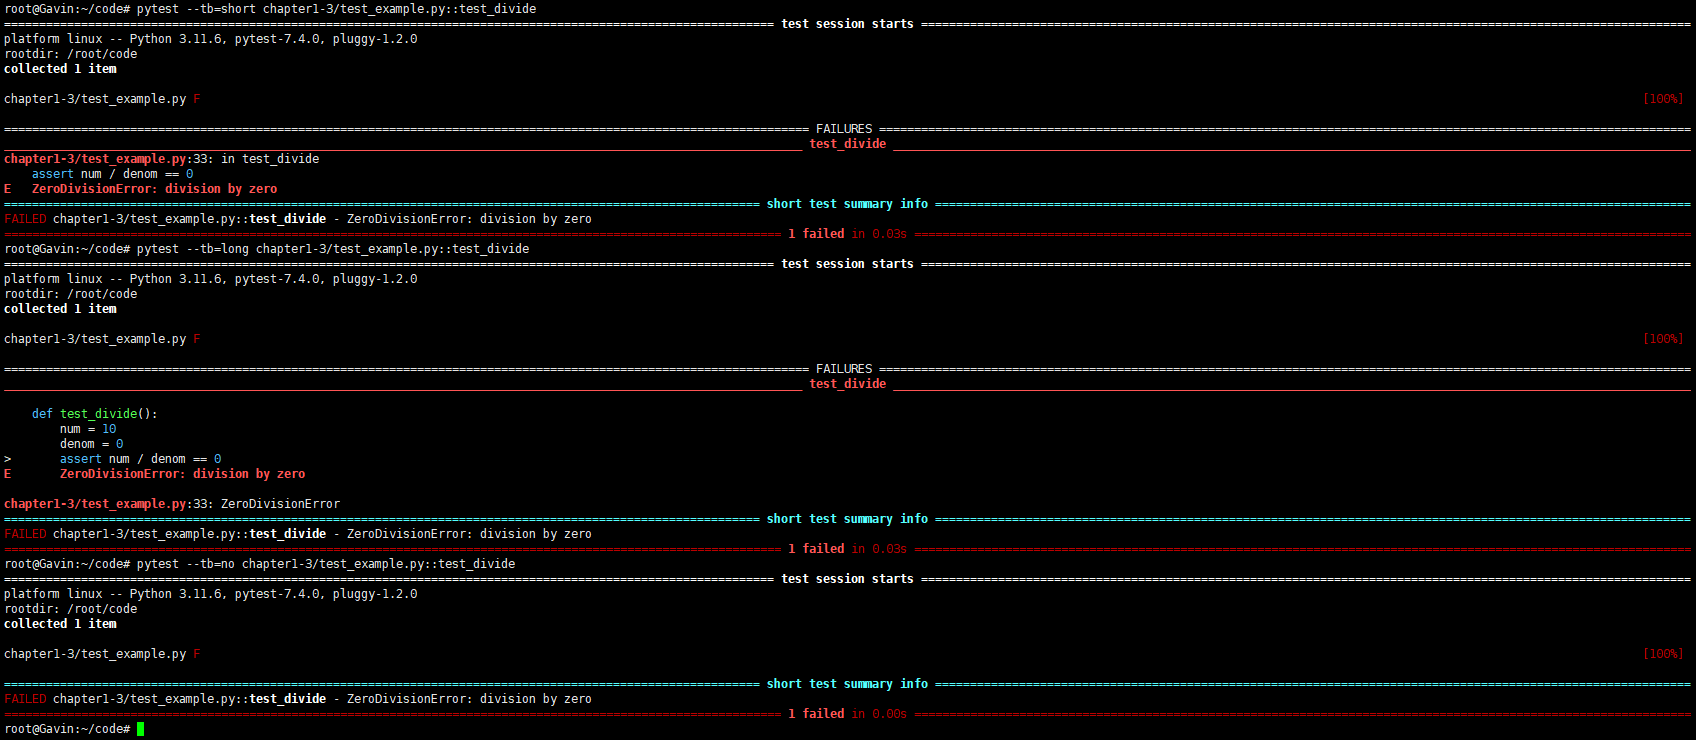 root@Gavin:~/code# pytest --tb=short chapter1-3/test_example.py::test_divide
test session starts
platform linux -- Python 3.11.6, pytest-7.4.0, pluggy-1.2.0
rootdir: /root/code
collected 1 item
chapter1-3/test_example.py F [100%]
FAILURES
test_divide
chapter1-3/test_example.py:33: in test_divide
    assert num / denom == 0
E   ZeroDivisionError: division by zero
short test summary info
FAILED chapter1-3/test_example.py::test_divide - ZeroDivisionError: division by zero
1 failed in 0.03s
root@Gavin:~/code# pytest --tb=long chapter1-3/test_example.py::test_divide
test session starts
platform linux -- Python 3.11.6, pytest-7.4.0, pluggy-1.2.0
rootdir: /root/code
collected 1 item
chapter1-3/test_example.py F [100%]
FAILURES
test_divide
    def test_divide():
        num = 10
        denom = 0
>       assert num / denom == 0
E       ZeroDivisionError: division by zero
chapter1-3/test_example.py:33: ZeroDivisionError
short test summary info
FAILED chapter1-3/test_example.py::test_divide - ZeroDivisionError: division by zero
1 failed in 0.03s
root@Gavin:~/code# pytest --tb=no chapter1-3/test_example.py::test_divide
test session starts
platform linux -- Python 3.11.6, pytest-7.4.0, pluggy-1.2.0
rootdir: /root/code
collected 1 item
chapter1-3/test_example.py F [100%]
short test summary info
FAILED chapter1-3/test_example.py::test_divide - ZeroDivisionError: division by zero
1 failed in 0.00s
root@Gavin:~/code#